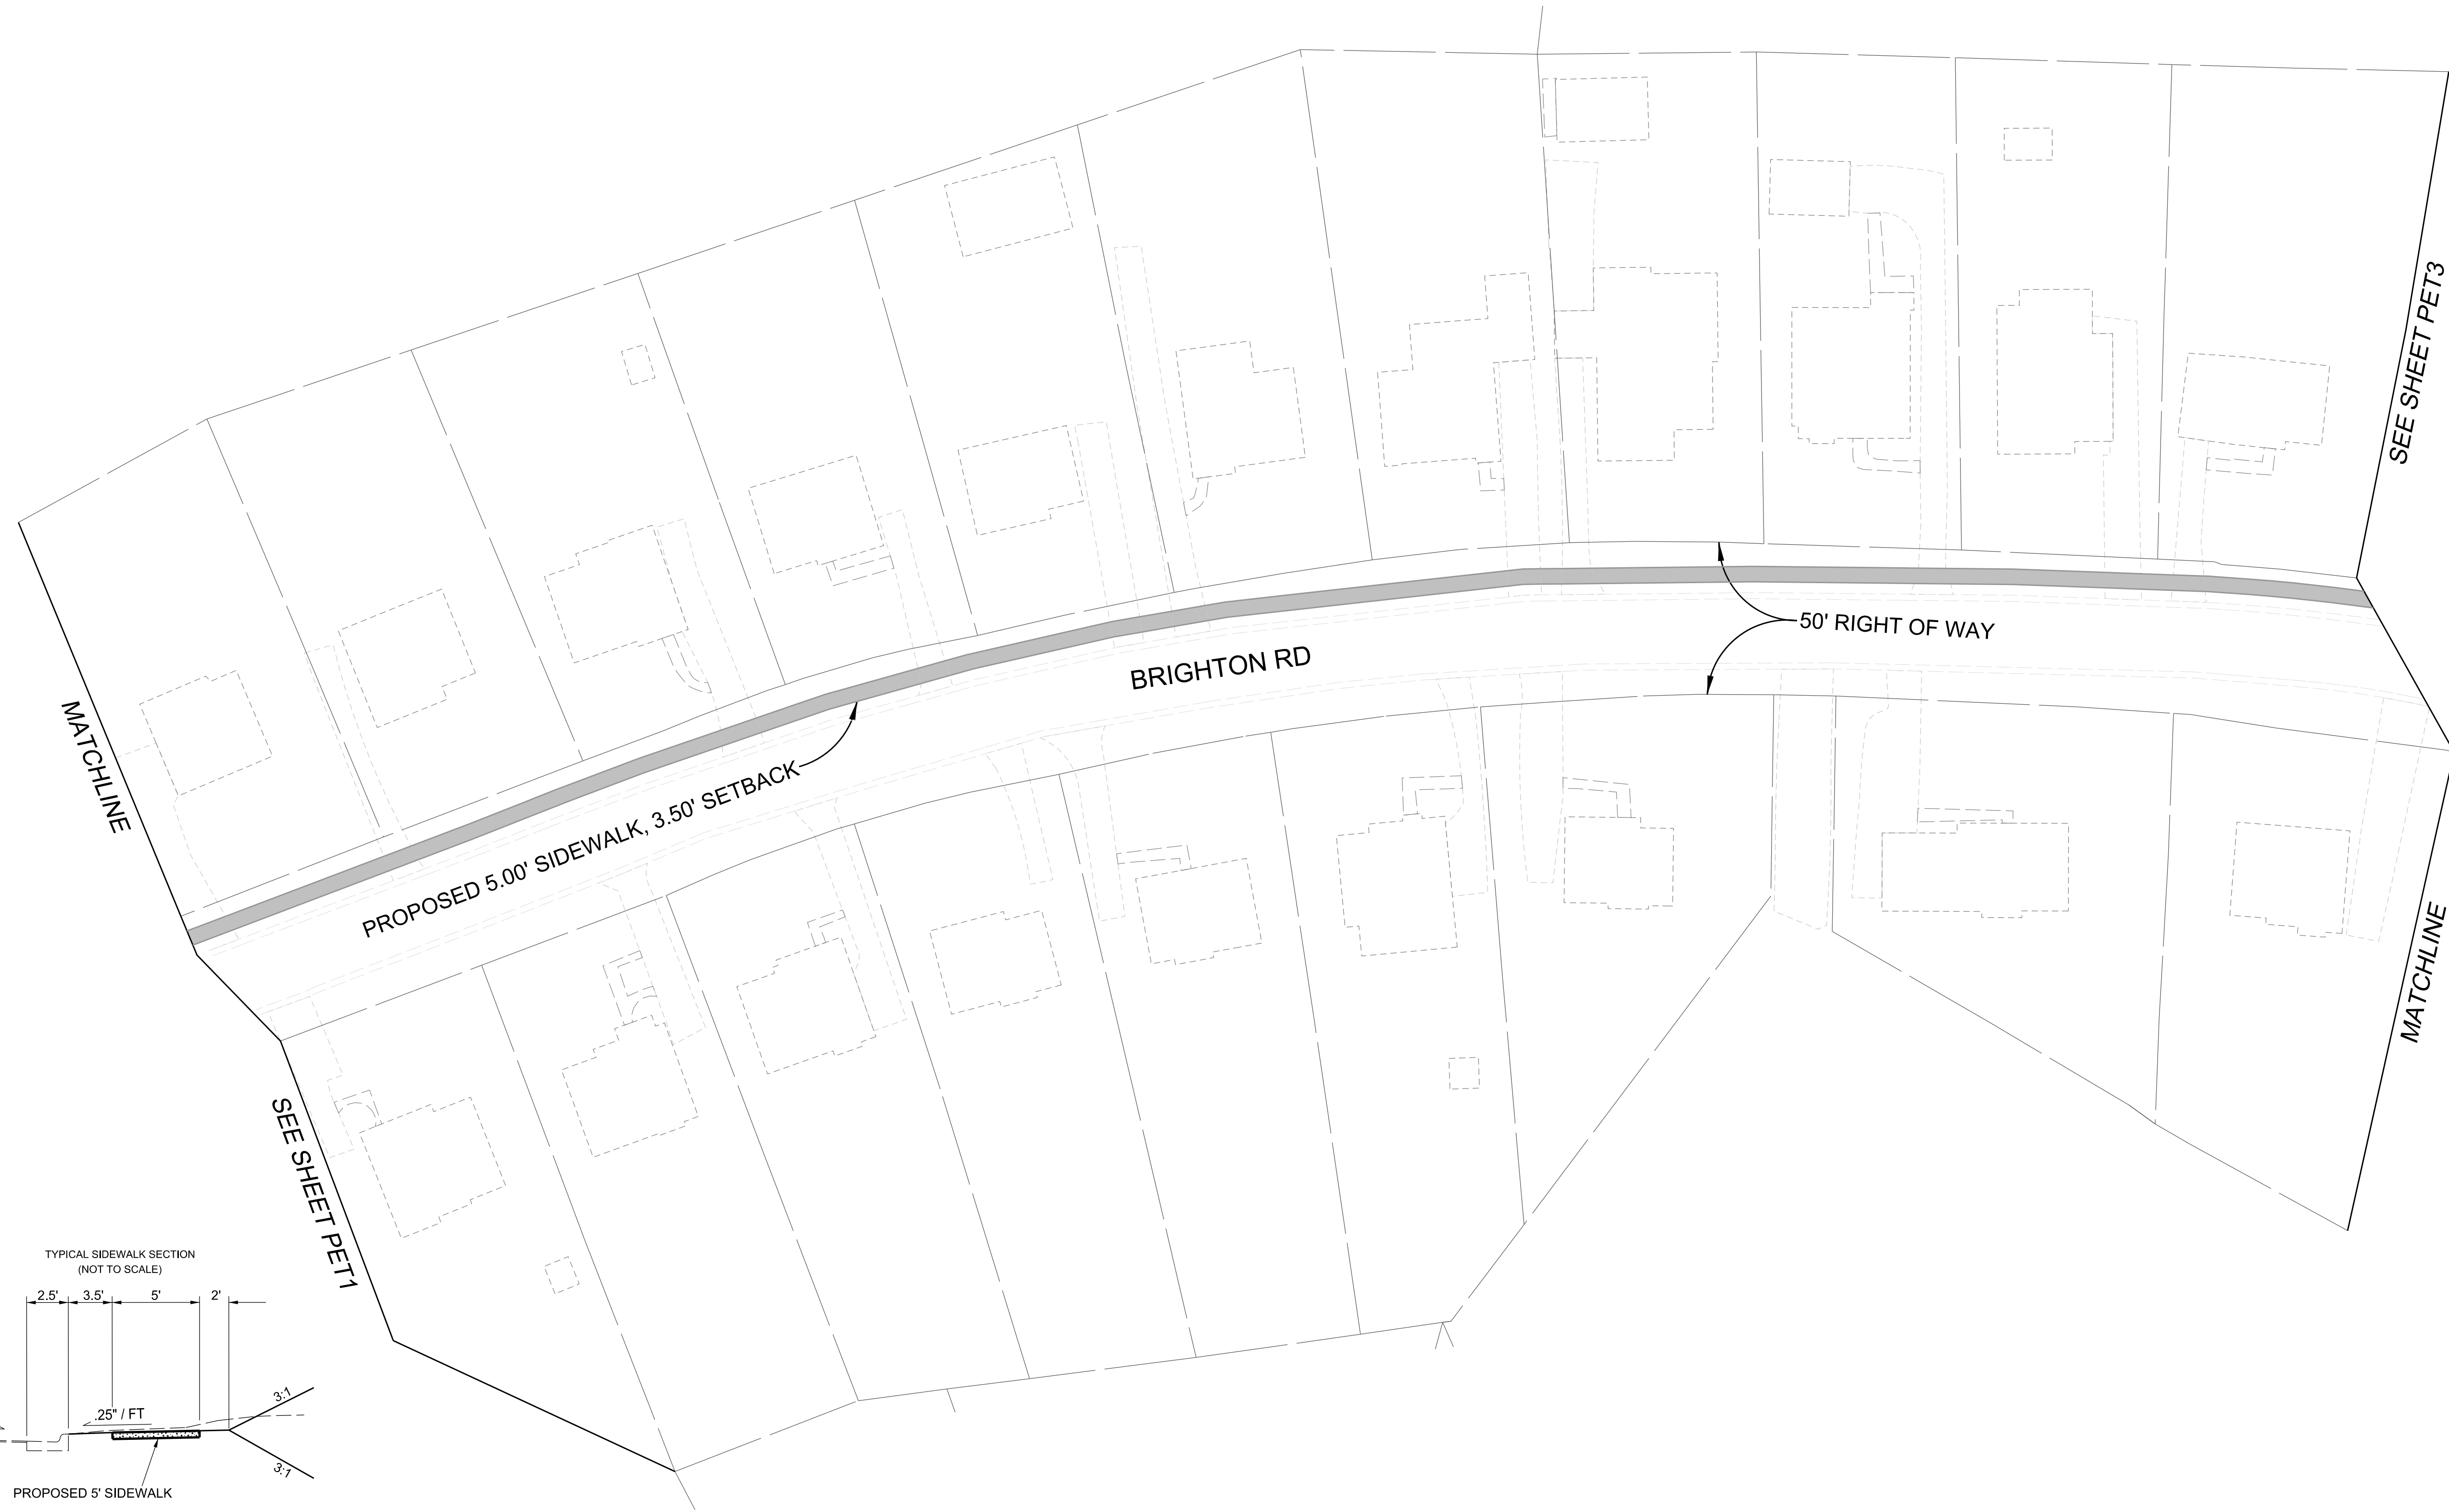 SEE SHEET PET3
50' RIGHT OF WAY
BRIGHTON RD
MATCHLINE
PROPOSED 5.00' SIDEWALK, 3.50' SETBACK
MATCHLINE
SEE SHEET PET1
TYPICAL SIDEWALK SECTION
(NOT TO SCALE)
2.5' 3.5' 5' 2'
3:1
.25" / FT
3:1
PROPOSED 5' SIDEWALK